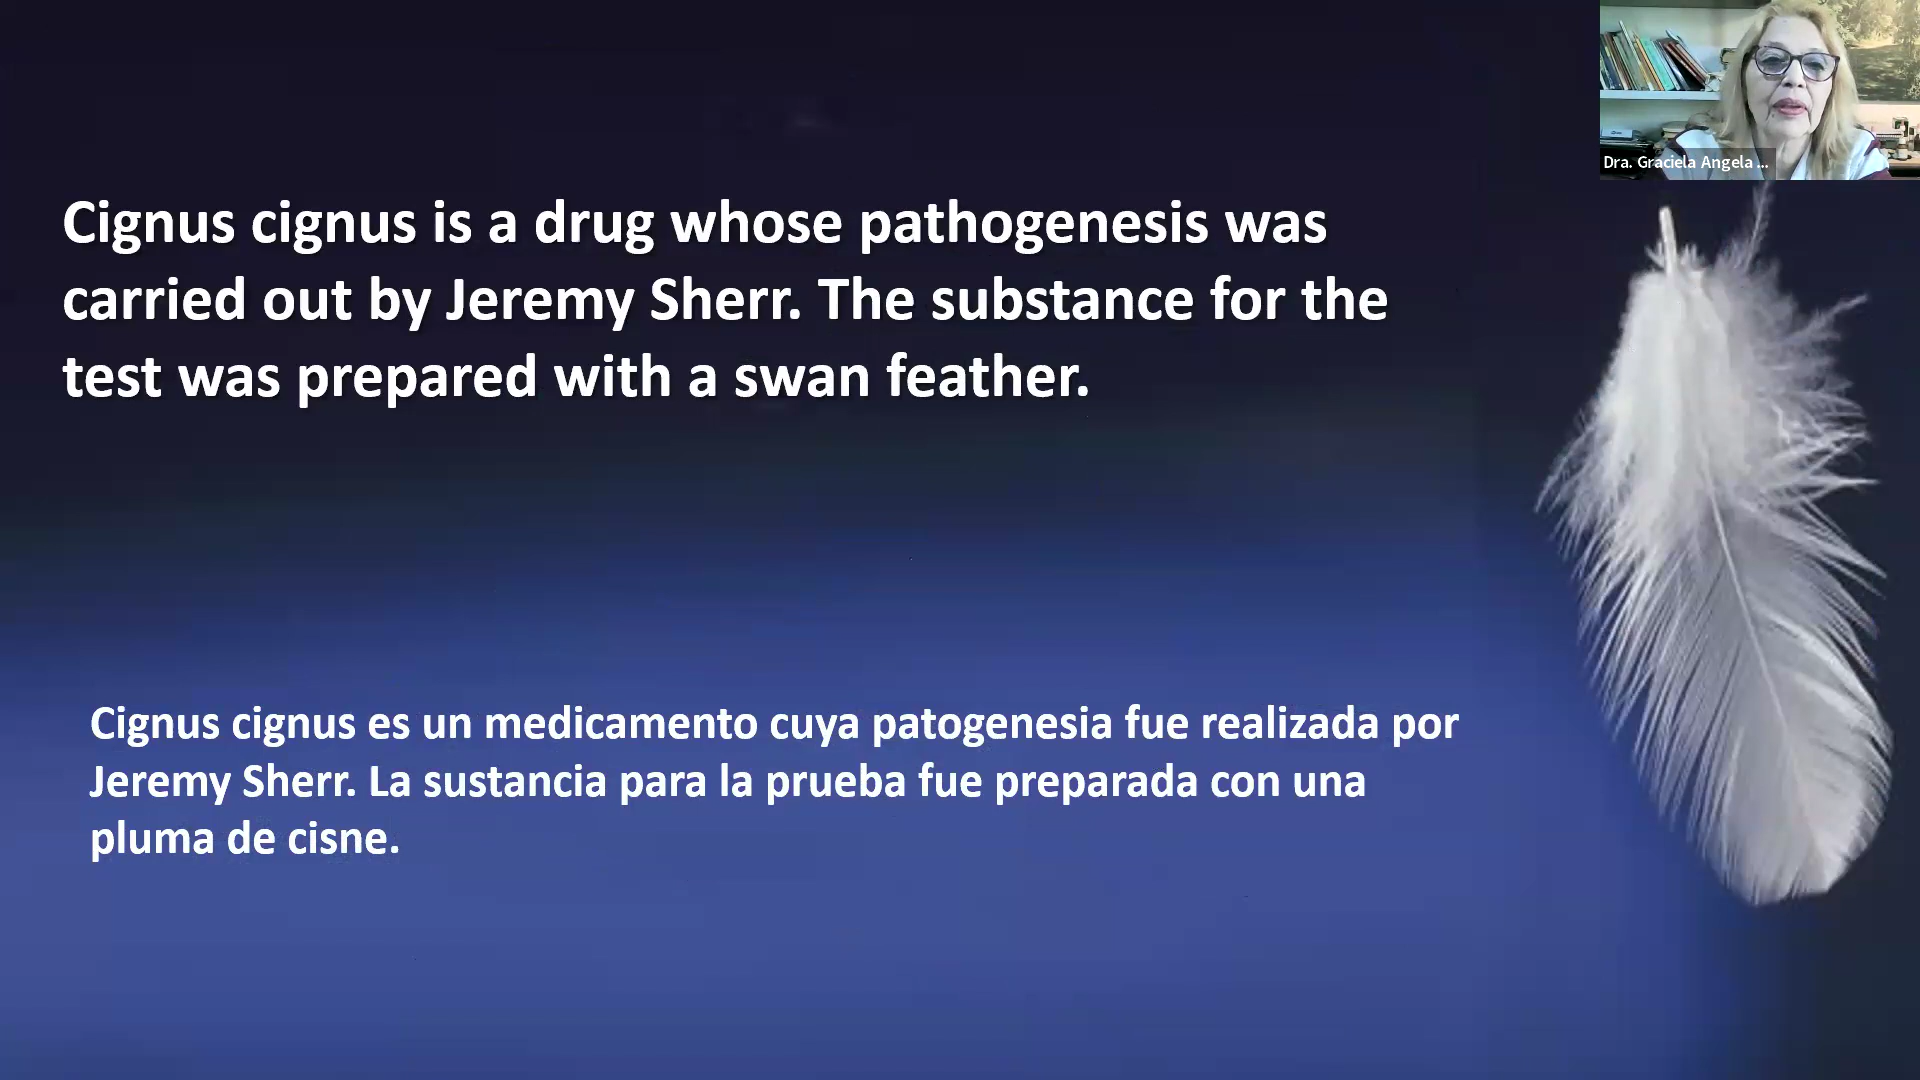 Dra. Graciela Angela ...
Cignus cignus is a drug whose pathogenesis was
carried out by Jeremy Sherr. The substance for the
test was prepared with a swan feather.
Cignus cignus es un medicamento cuya patogenesia fue realizada por
Jeremy Sherr. La sustancia para la prueba fue preparada con una
pluma de cisne.